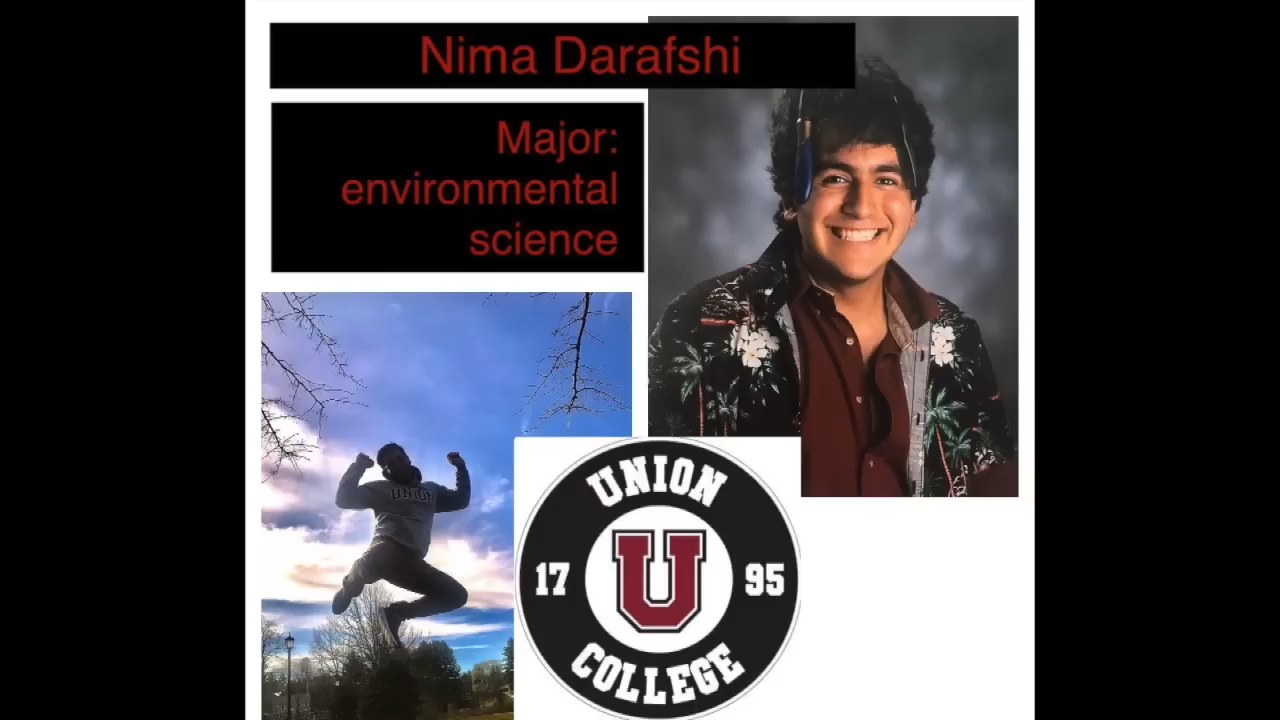 Nima Darafshi
Major:
environmental
science
UNION
UNION
17
95
COLLEGE